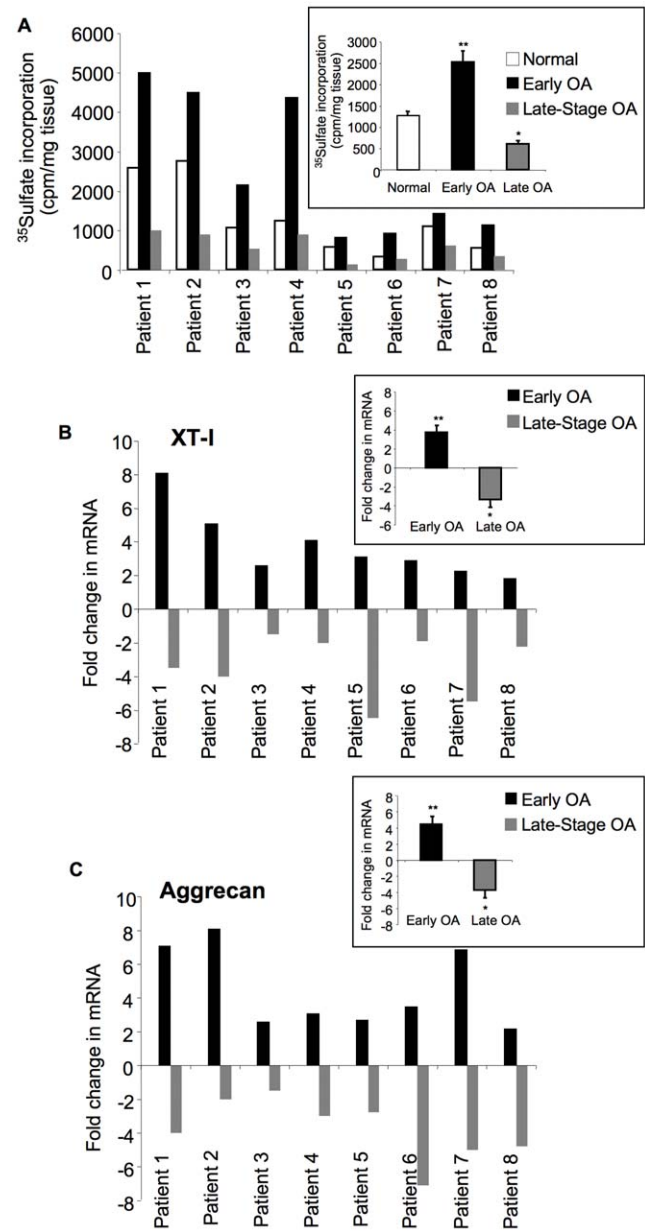 A
³⁵Sulfate incorporation
(cpm/mg tissue)
6000
5000
4000
3000
2000
1000
0
Patient 1
Patient 2
Patient 3
Patient 4
Patient 5
Patient 6
Patient 7
Patient 8
³⁵Sulfate incorporation
(cpm/mg tissue)
3000
2500
2000
1500
1000
500
0
**
*
Normal
Early OA
Late OA
Normal
Early OA
Late-Stage OA
B
XT-I
Fold change in mRNA
10
8
6
4
2
0
-2
-4
-6
-8
Patient 1
Patient 2
Patient 3
Patient 4
Patient 5
Patient 6
Patient 7
Patient 8
Fold change in mRNA
8
6
4
2
0
-2
-4
-6
**
*
Early OA
Late OA
Early OA
Late-Stage OA
C
Aggrecan
Fold change in mRNA
10
8
6
4
2
0
-2
-4
-6
-8
Patient 1
Patient 2
Patient 3
Patient 4
Patient 5
Patient 6
Patient 7
Patient 8
Fold change in mRNA
8
6
4
2
0
-2
-4
-6
-8
**
*
Early OA
Late OA
Early OA
Late-Stage OA